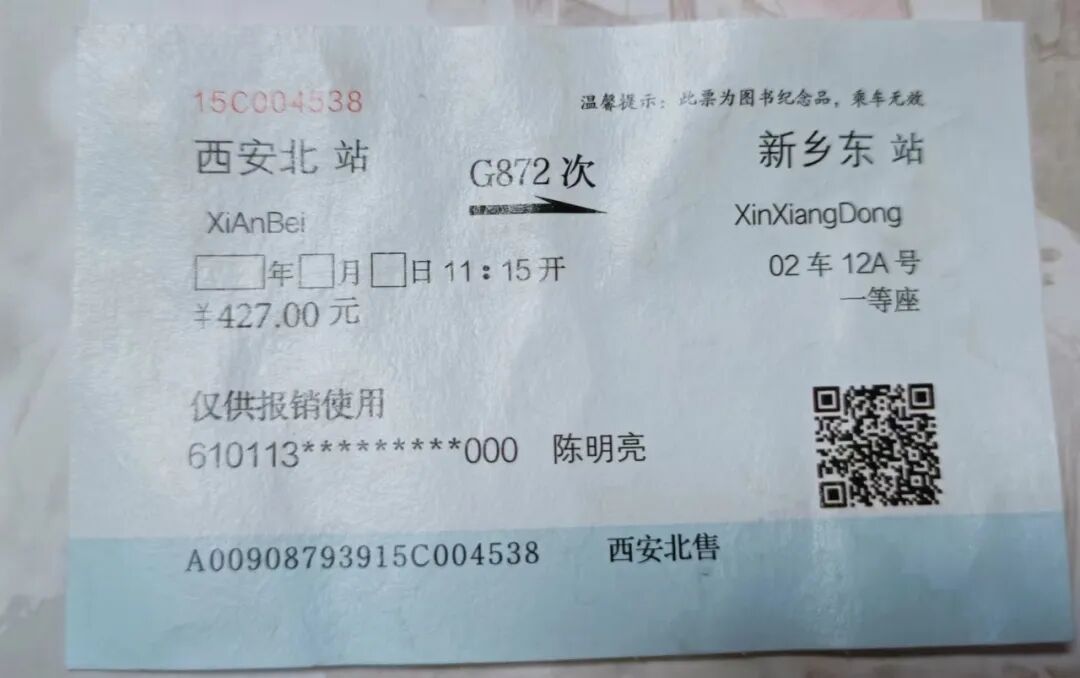 15C004538
温馨提示：此票为图书纪念品，乘车无效
西安北 站
G872 次
新乡东 站
XiAnBei
XinXiangDong
年 月 日 11：15 开
02 车 12A 号
￥427.00 元
一等座
仅供报销使用
610113*********000 陈明亮
A00908793915C004538 西安北售